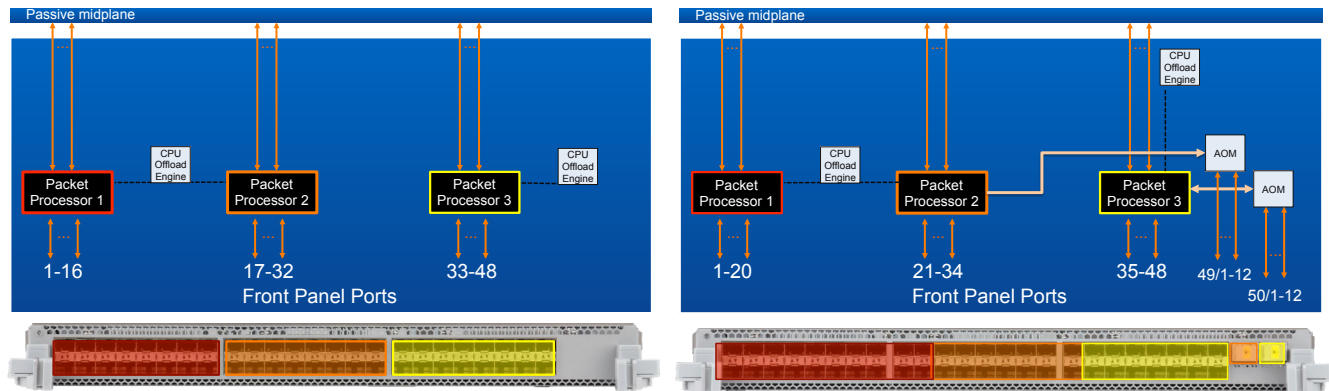 Passive midplane
...
...
...
CPU
Offload
Engine
CPU
Offload
Engine
Packet
Processor 1
Packet
Processor 2
Packet
Processor 3
...
...
...
1-16
17-32
33-48
Front Panel Ports
Passive midplane
...
...
...
CPU
Offload
Engine
CPU
Offload
Engine
AOM
AOM
Packet
Processor 1
Packet
Processor 2
Packet
Processor 3
...
...
...
...
...
1-20
21-34
35-48
49/1-12
50/1-12
Front Panel Ports